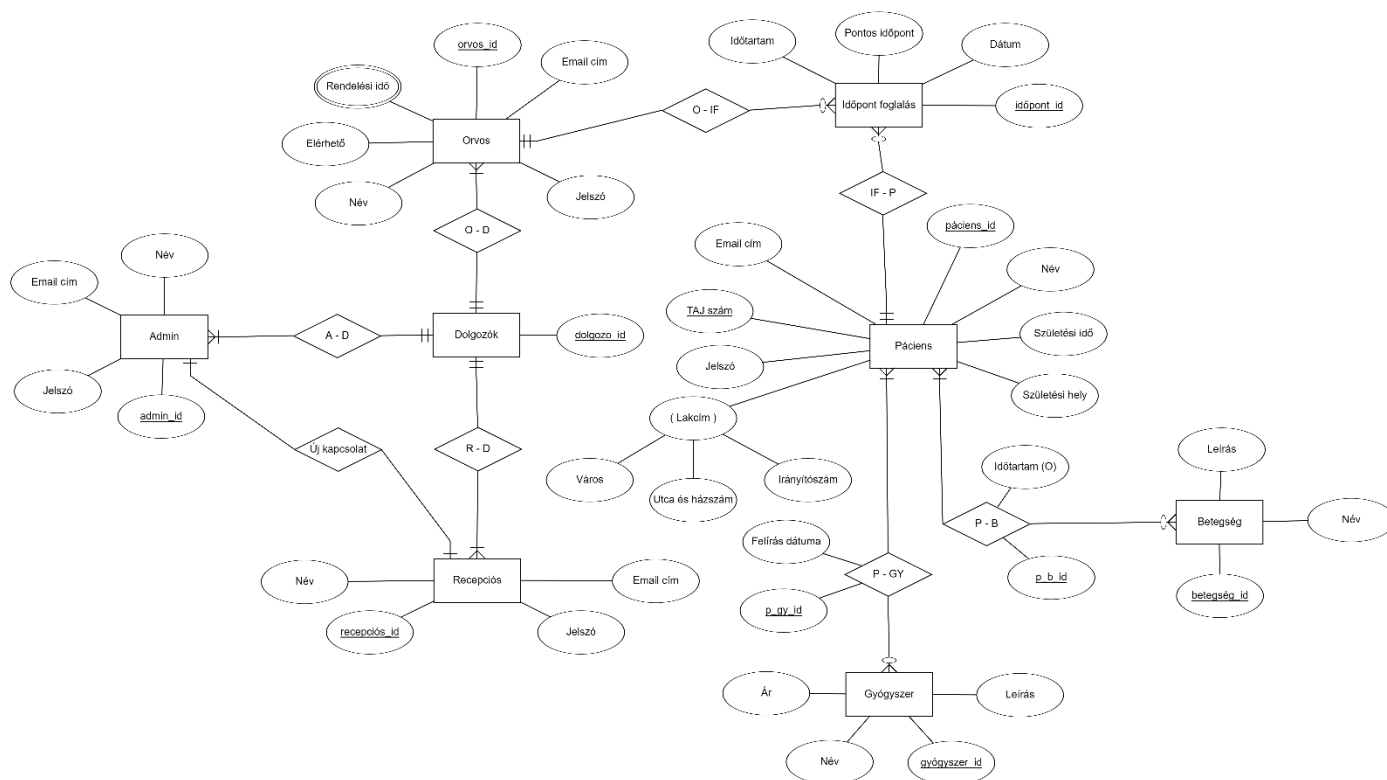 orvos_id
Rendelési idő
Email cím
Elérhető
Orvos
Név
Jelszó
O - IF
Időtartam
Pontos időpont
Dátum
Időpont foglalás
időpont_id
O - D
IF - P
Név
Email cím
Admin
Jelszó
admin_id
A - D
Dolgozók
dolgozo_id
páciens_id
Email cím
Név
TAJ szám
Páciens
Születési idő
Jelszó
Születési hely
( Lakcím )
Város
Utca és házszám
Irányítószám
Új kapcsolat
R - D
Név
Recepciós
Email cím
recepciós_id
Jelszó
Időtartam (O)
P - B
p_b_id
Leírás
Betegség
Név
betegség_id
Felírás dátuma
P - GY
p_gy_id
Ár
Gyógyszer
Leírás
Név
gyógyszer_id